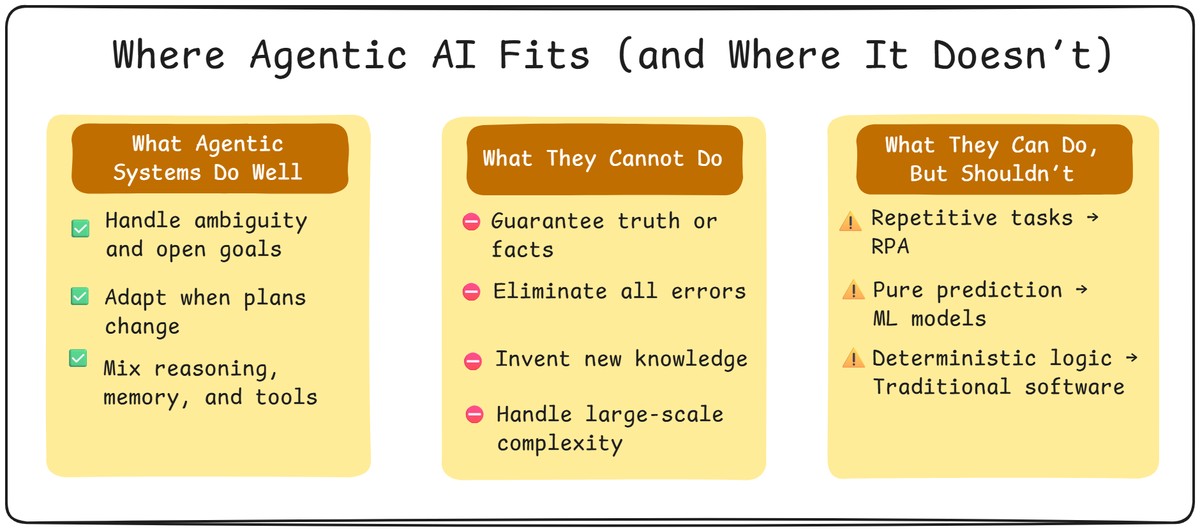 Where Agentic AI Fits (and Where It Doesn't)
What Agentic
Systems Do Well
Handle ambiguity
and open goals
Adapt when plans
change
Mix reasoning,
memory, and tools
What They Cannot Do
Guarantee truth or
facts
Eliminate all errors
Invent new knowledge
Handle large-scale
complexity
What They Can Do,
But Shouldn't
Repetitive tasks →
RPA
Pure prediction →
ML models
Deterministic logic →
Traditional software